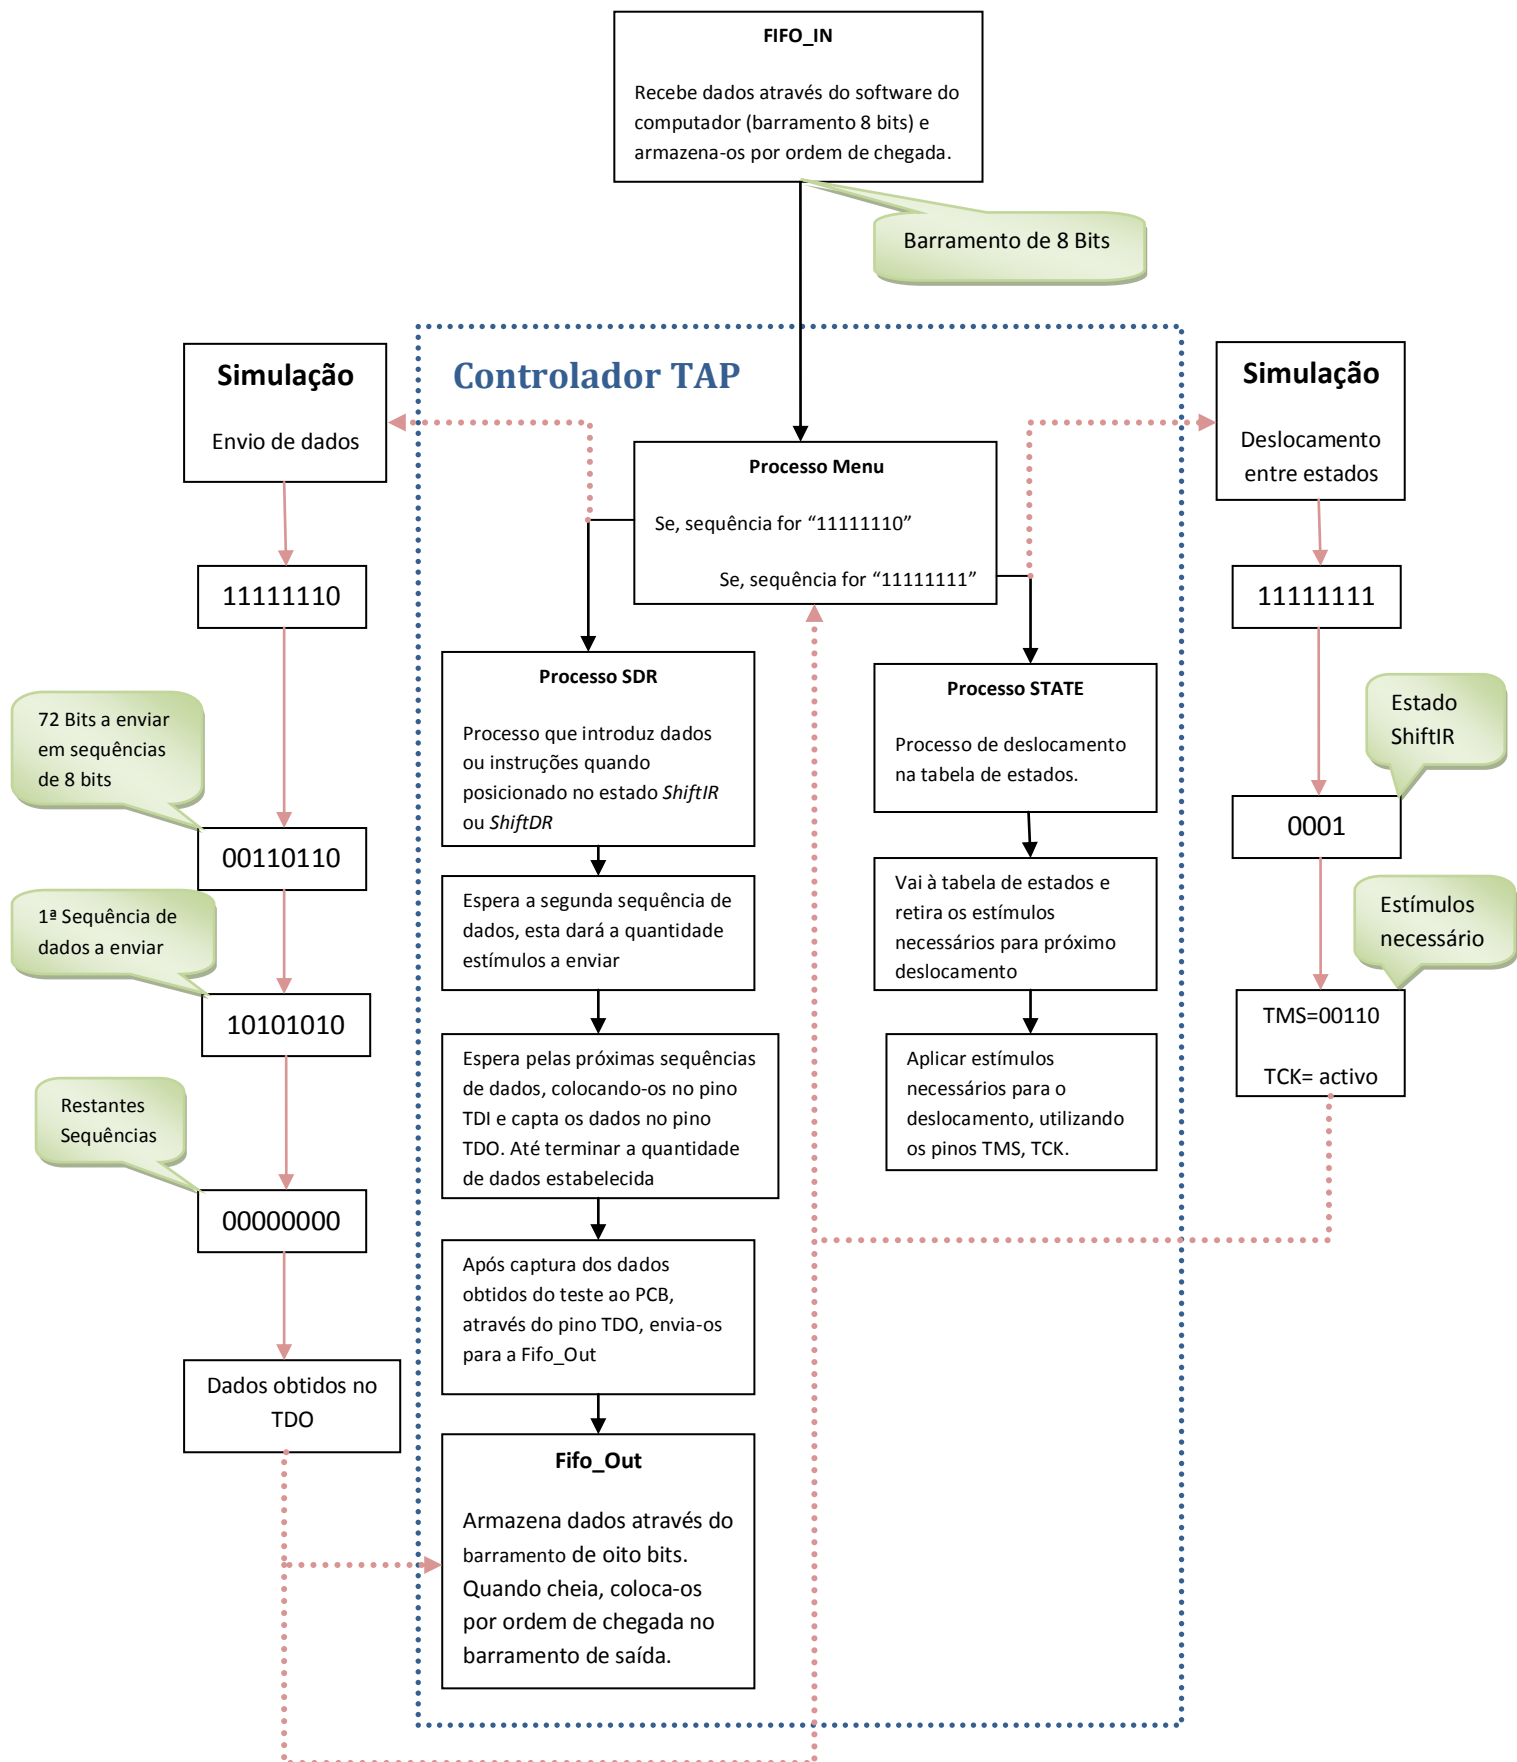 FIFO_IN
Recebe dados através do software do
computador (barramento 8 bits) e
armazena-os por ordem de chegada.
Barramento de 8 Bits
Controlador TAP
Simulação
Envio de dados
11111110
72 Bits a enviar
em sequências
de 8 bits
00110110
1ª Sequência de
dados a enviar
10101010
Restantes
Sequências
00000000
Dados obtidos no
TDO
Processo Menu
Se, sequência for “11111110”
Se, sequência for “11111111”
Processo SDR
Processo que introduz dados
ou instruções quando
posicionado no estado ShiftIR
ou ShiftDR
Espera a segunda sequência de
dados, esta dará a quantidade
estímulos a enviar
Espera pelas próximas sequências
de dados, colocando-os no pino
TDI e capta os dados no pino
TDO. Até terminar a quantidade
de dados estabelecida
Após captura dos dados
obtidos do teste ao PCB,
através do pino TDO, envia-os
para a Fifo_Out
Fifo_Out
Armazena dados através do
barramento de oito bits.
Quando cheia, coloca-os
por ordem de chegada no
barramento de saída.
Processo STATE
Processo de deslocamento
na tabela de estados.
Vai à tabela de estados e
retira os estímulos
necessários para próximo
deslocamento
Aplicar estímulos
necessários para o
deslocamento, utilizando
os pinos TMS, TCK.
Simulação
Deslocamento
entre estados
11111111
Estado
ShiftIR
0001
Estímulos
necessário
TMS=00110
TCK= activo